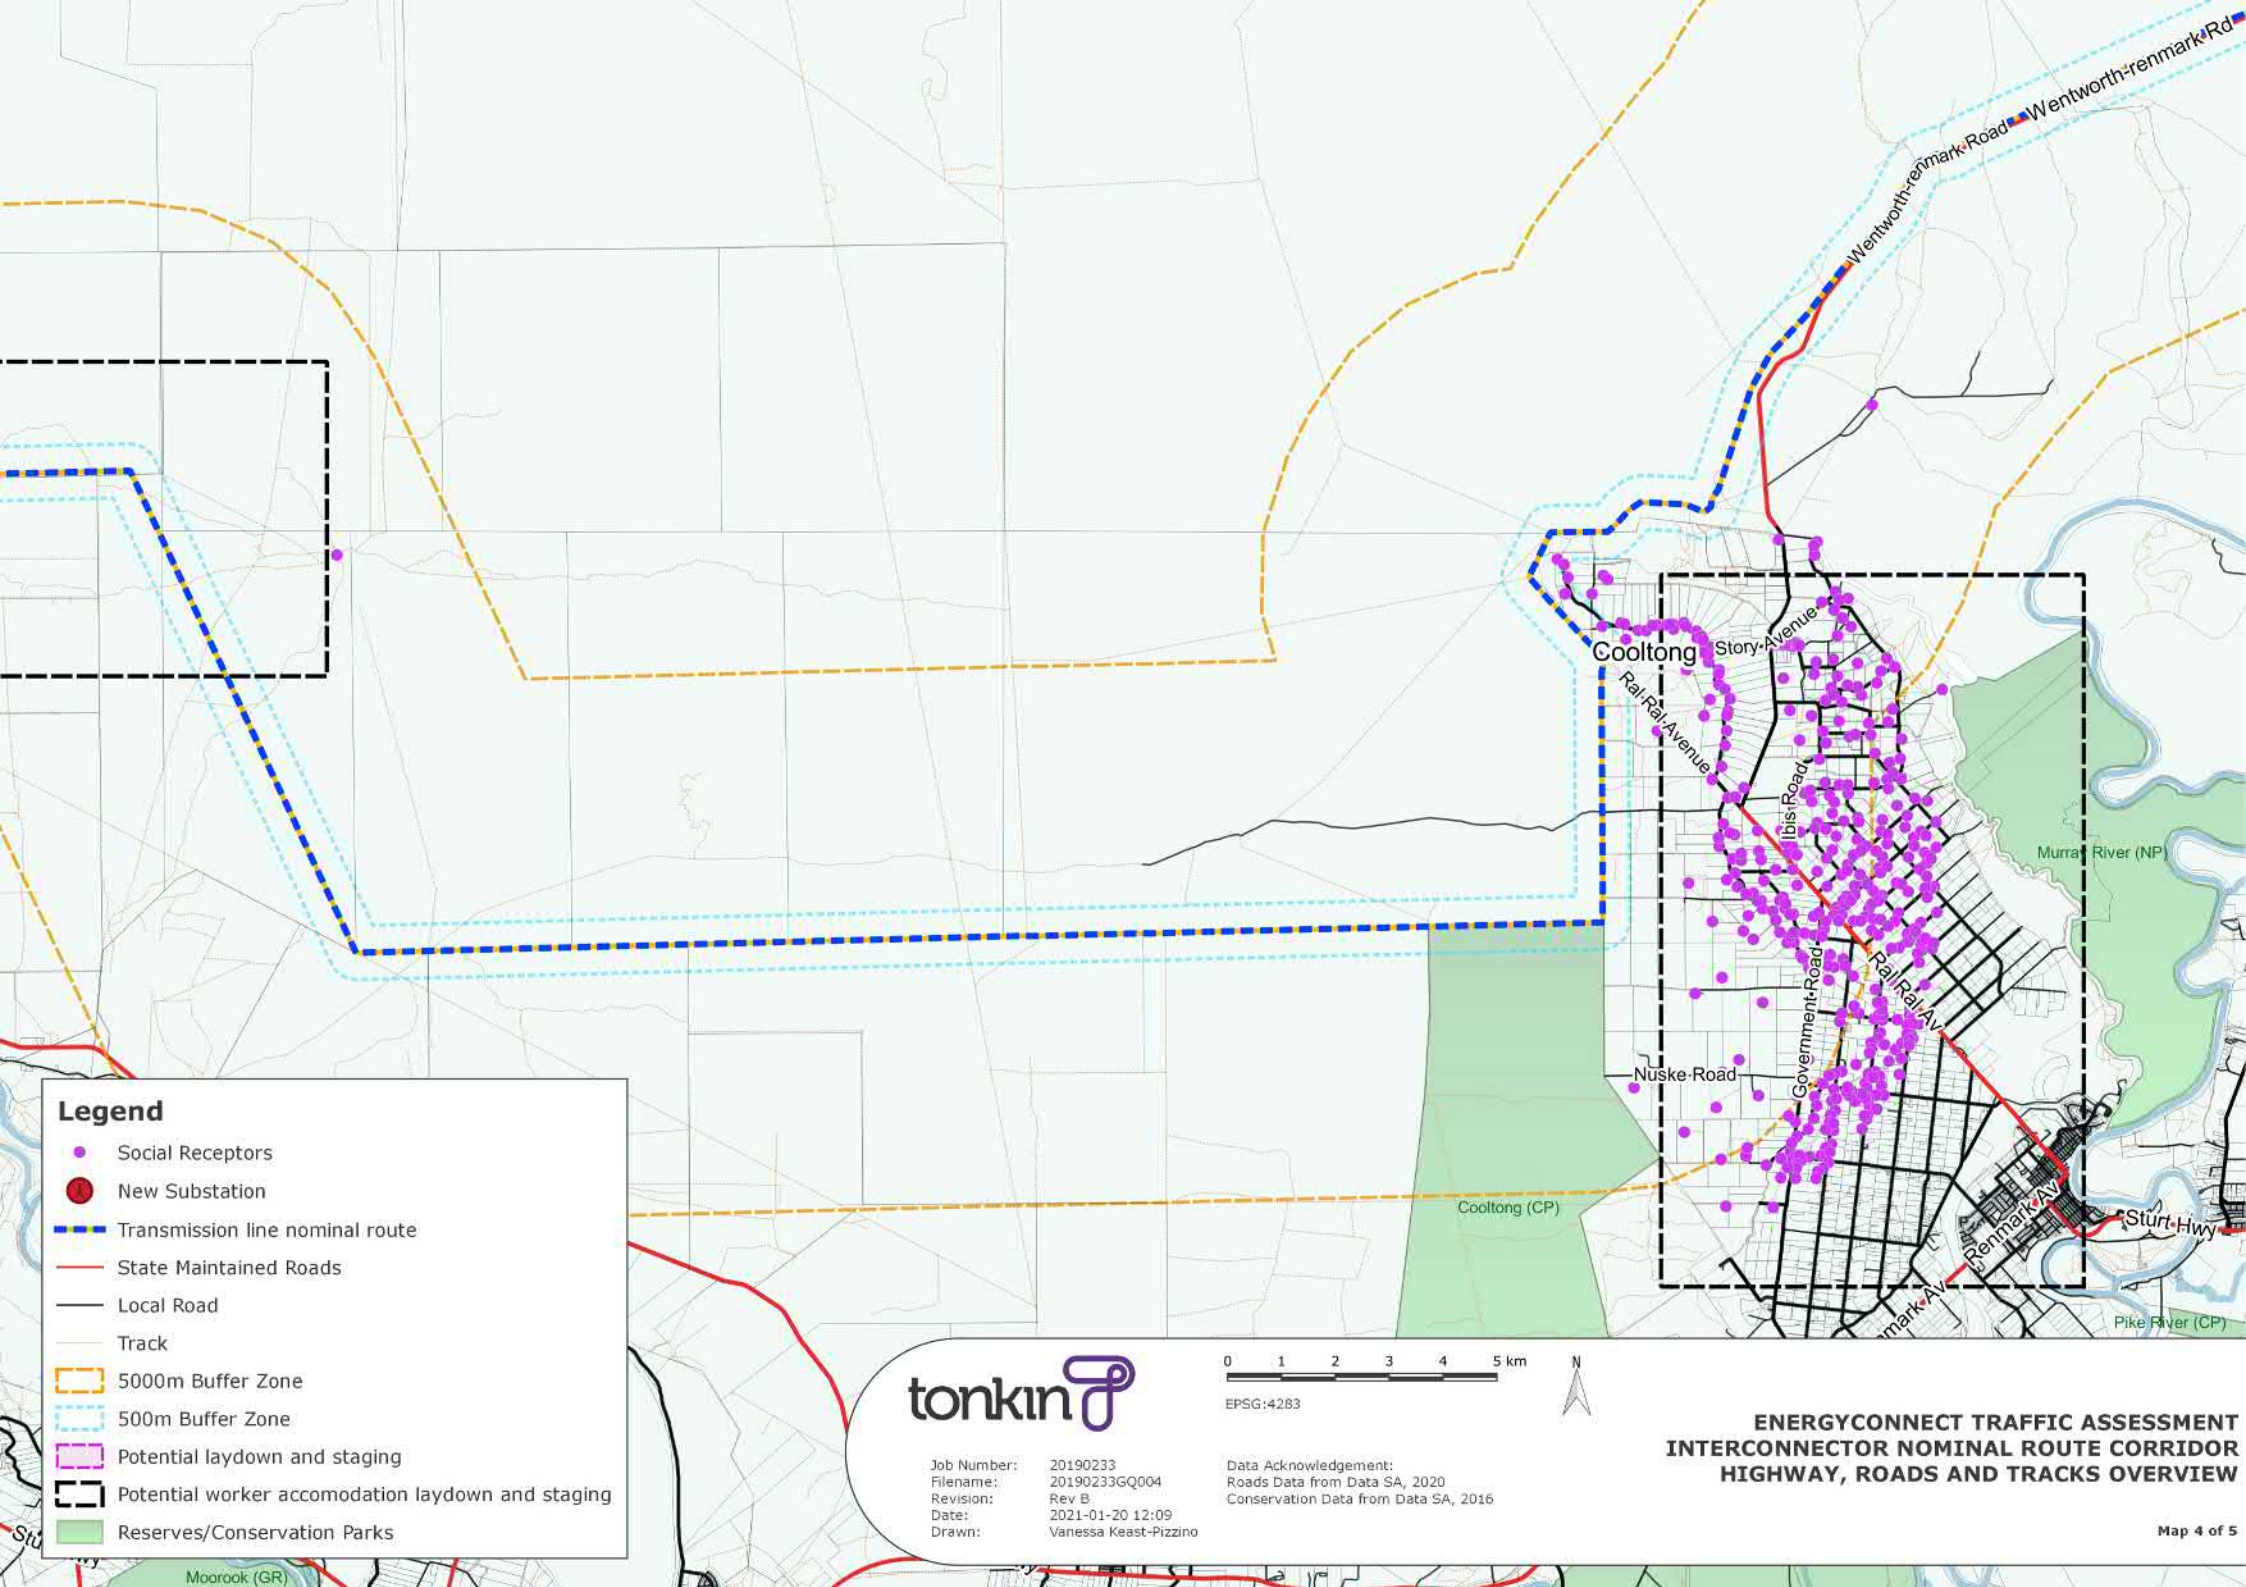 Wentworth-renmark-Rd
Wentworth-renmark-Road
Cooltong
Story-Avenue
Ral-Ral-Avenue
Ibis-Road
Murray River (NP)
Ral Ral Av
Government-Road
Nuske-Road
Cooltong (CP)
Renmark-Av
Sturt-Hwy
nmark-Av
Pike River (CP)
Legend
Social Receptors
New Substation
Transmission line nominal route
State Maintained Roads
Local Road
Track
5000m Buffer Zone
500m Buffer Zone
Potential laydown and staging
Potential worker accomodation laydown and staging
Reserves/Conservation Parks
Moorook (GR)
tonkin
0 1 2 3 4 5 km
N
EPSG:4283
Job Number: 20190233
Filename: 20190233GQ004
Revision: Rev B
Date: 2021-01-20 12:09
Drawn: Vanessa Keast-Pizzino
Data Acknowledgement:
Roads Data from Data SA, 2020
Conservation Data from Data SA, 2016
ENERGYCONNECT TRAFFIC ASSESSMENT
INTERCONNECTOR NOMINAL ROUTE CORRIDOR
HIGHWAY, ROADS AND TRACKS OVERVIEW
Map 4 of 5